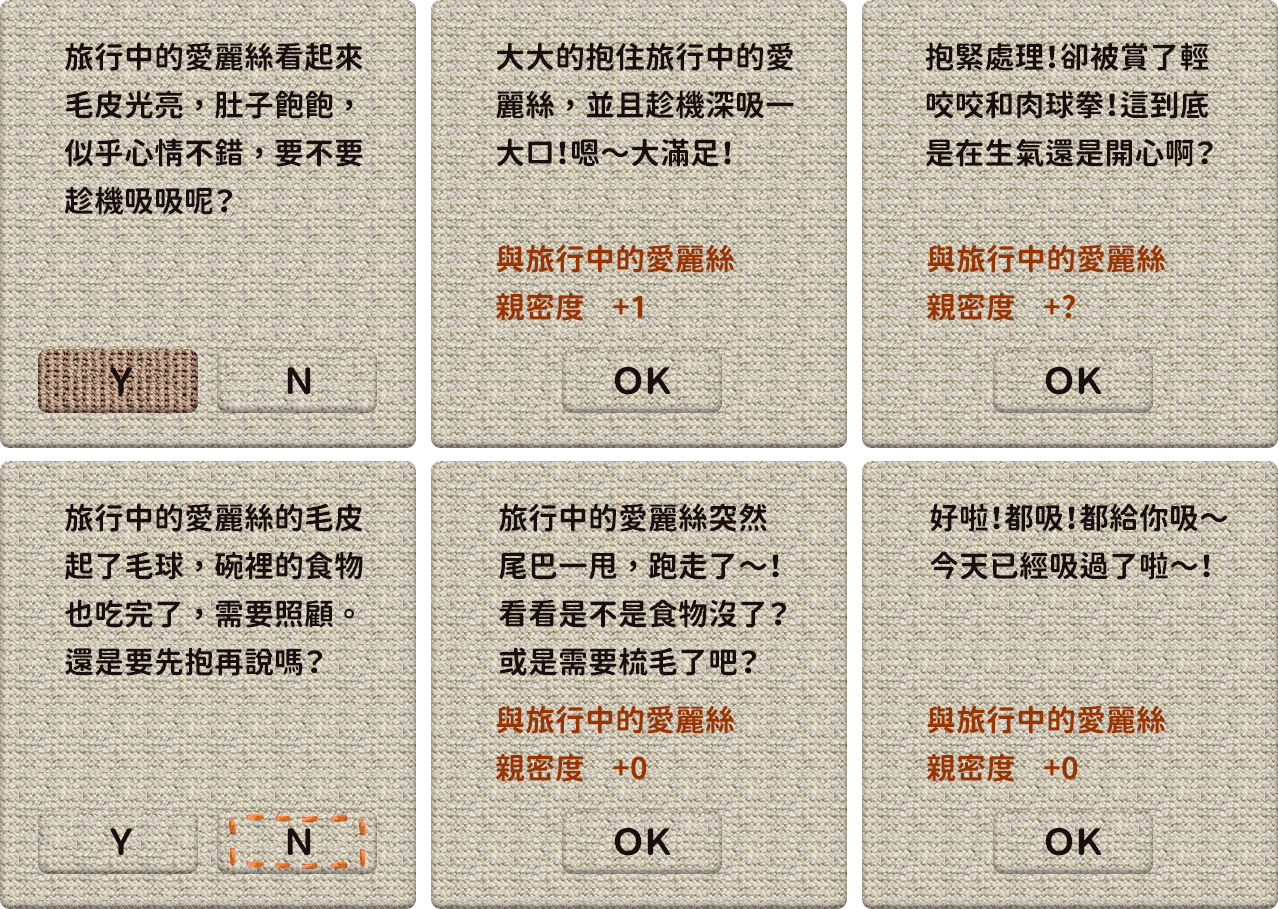 旅行中的愛麗絲看起來
毛皮光亮，肚子飽飽，
似乎心情不錯，要不要
趁機吸吸呢？
Y
N
大大的抱住旅行中的愛
麗絲，並且趁機深吸一
大口！嗯～大滿足！
與旅行中的愛麗絲
親密度　+1
OK
抱緊處理！卻被賞了輕
咬咬和肉球拳！這到底
是在生氣還是開心啊？
與旅行中的愛麗絲
親密度　+?
OK
旅行中的愛麗絲的毛皮
起了毛球，碗裡的食物
也吃完了，需要照顧。
還是要先抱再說嗎？
Y
N
旅行中的愛麗絲突然
尾巴一甩，跑走了～！
看看是不是食物沒了？
或是需要梳毛了吧？
與旅行中的愛麗絲
親密度　+0
OK
好啦！都吸！都給你吸～
今天已經吸過了啦～！
與旅行中的愛麗絲
親密度　+0
OK